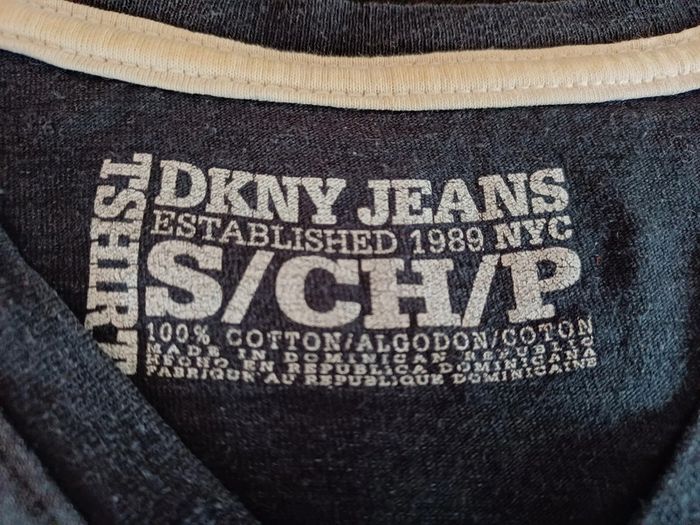 T-SHIRT
DKNY JEANS
ESTABLISHED 1989 NYC
S/CH/P
100% COTTON/ALGODON/COTON
MADE IN DOMINICAN REPUBLIC
HECHO EN REPUBLICA DOMINICANA
FABRIQUE AU REPUBLIQUE DOMINICAINE